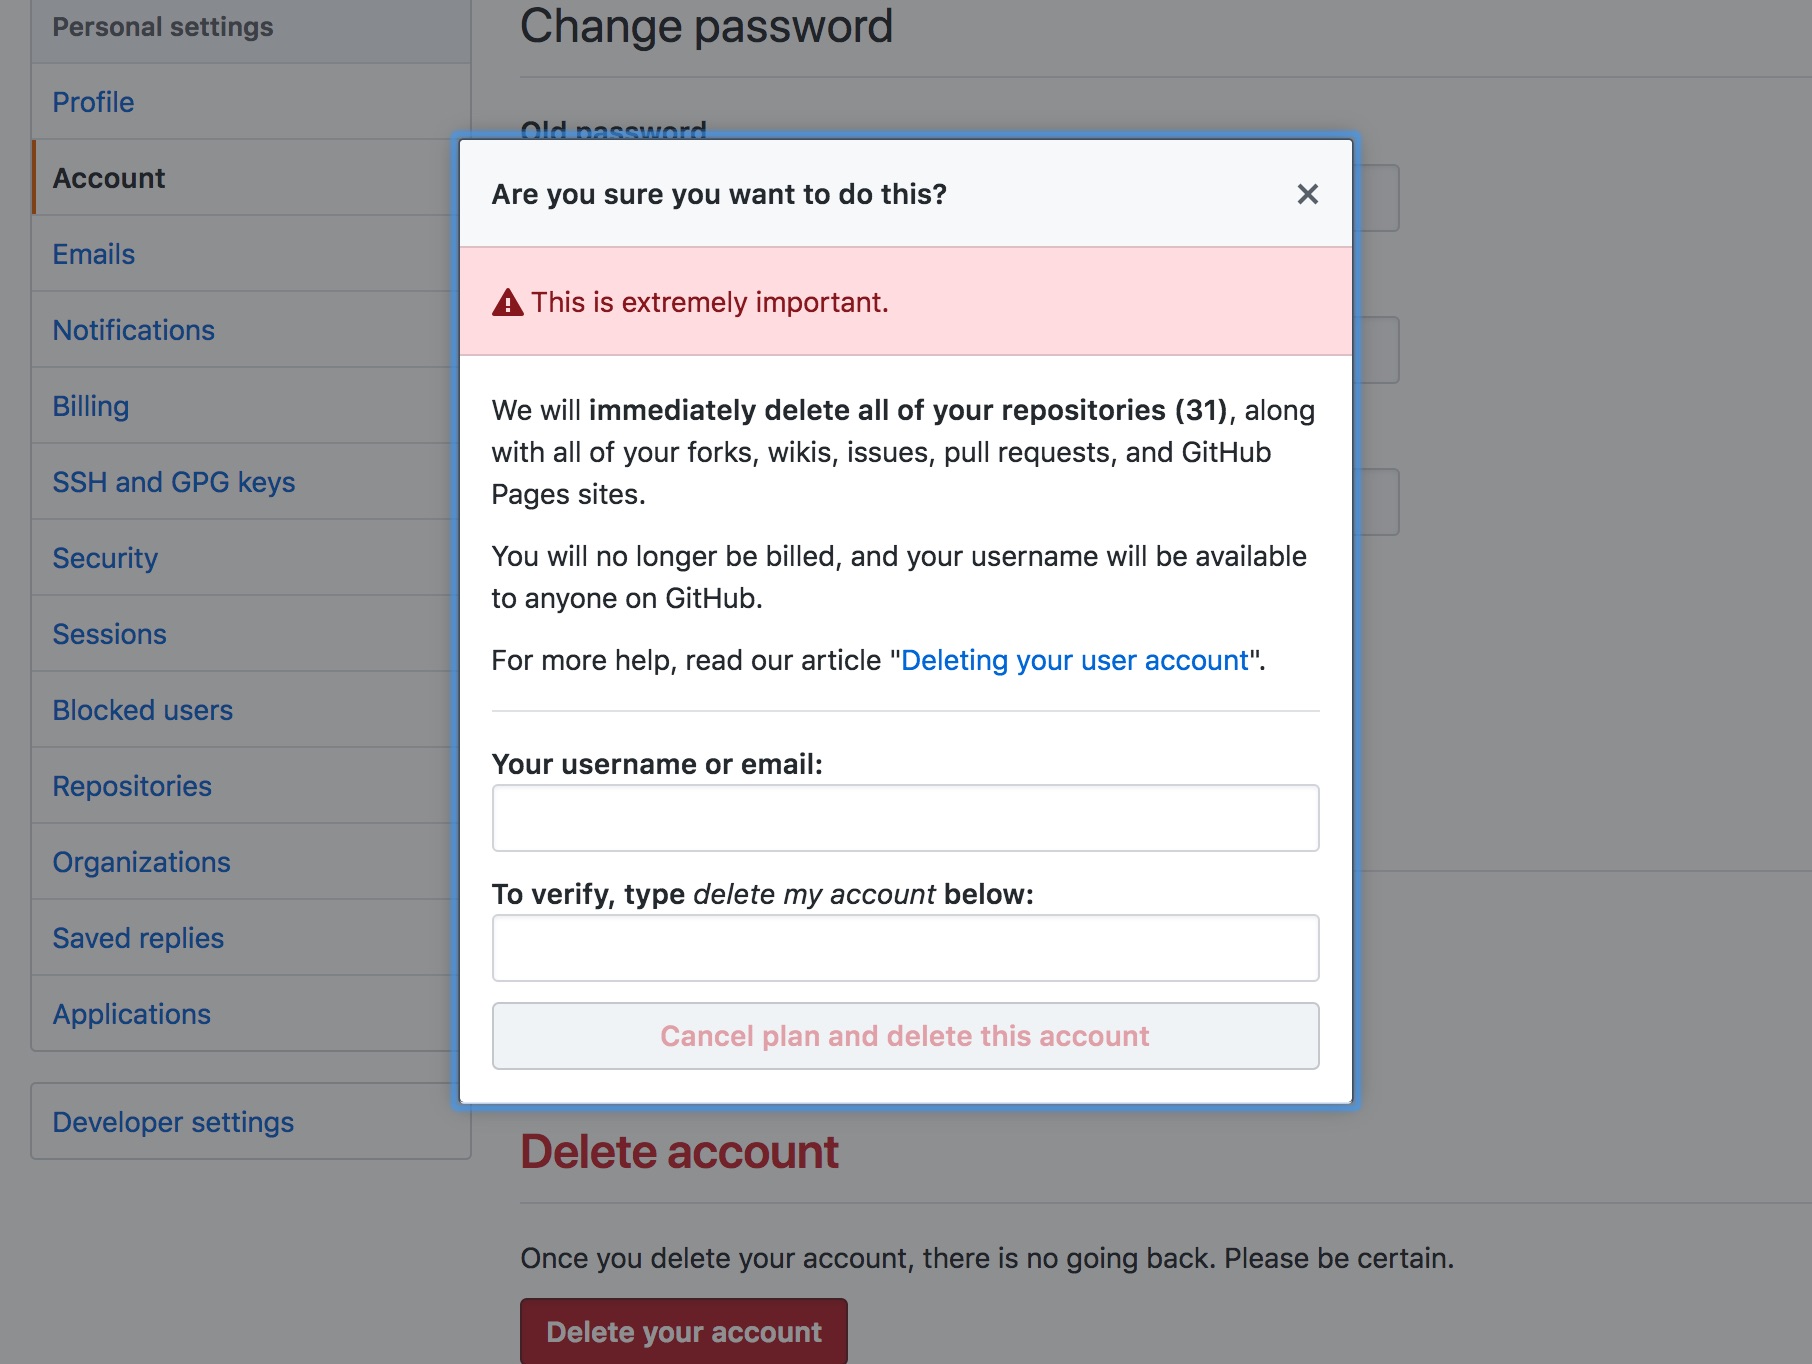 Personal settings
Profile
Account
Emails
Notifications
Billing
SSH and GPG keys
Security
Sessions
Blocked users
Repositories
Organizations
Saved replies
Applications
Developer settings
Change password
Old password
Are you sure you want to do this?
This is extremely important.
We will immediately delete all of your repositories (31), along
with all of your forks, wikis, issues, pull requests, and GitHub
Pages sites.
You will no longer be billed, and your username will be available
to anyone on GitHub.
For more help, read our article "Deleting your user account".
Your username or email:
To verify, type delete my account below:
Cancel plan and delete this account
Delete account
Once you delete your account, there is no going back. Please be certain.
Delete your account